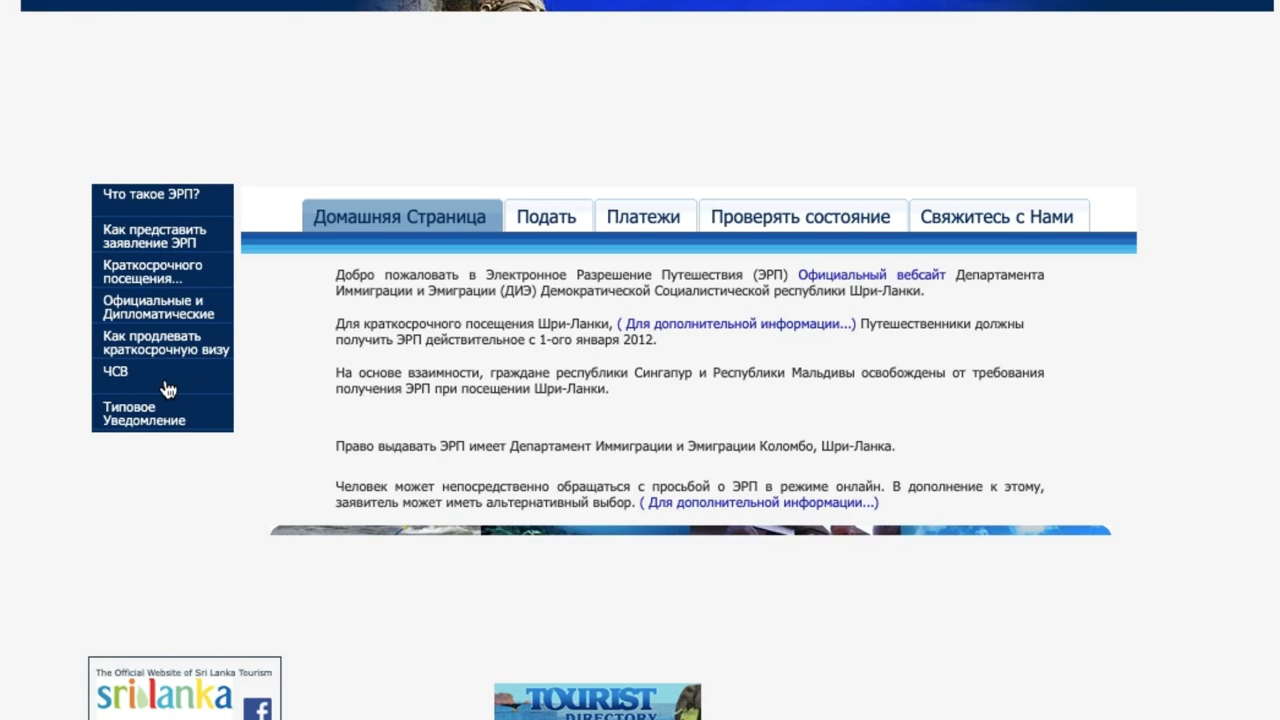 Что такое ЭРП?
Как представить
заявление ЭРП
Краткосрочного
посещения...
Официальные и
Дипломатические
Как продлевать
краткосрочную визу
ЧСВ
Типовое
Уведомление
Домашняя Страница
Подать
Платежи
Проверять состояние
Свяжитесь с Нами
Добро пожаловать в Электронное Разрешение Путешествия (ЭРП) Официальный вебсайт Департамента
Иммиграции и Эмиграции (ДИЭ) Демократической Социалистической республики Шри-Ланки.
Для краткосрочного посещения Шри-Ланки, ( Для дополнительной информации...) Путешественники должны
получить ЭРП действительное с 1-ого января 2012.
На основе взаимности, граждане республики Сингапур и Республики Мальдивы освобождены от требования
получения ЭРП при посещении Шри-Ланки.
Право выдавать ЭРП имеет Департамент Иммиграции и Эмиграции Коломбо, Шри-Ланка.
Человек может непосредственно обращаться с просьбой о ЭРП в режиме онлайн. В дополнение к этому,
заявитель может иметь альтернативный выбор. ( Для дополнительной информации...)
The Official Website of Sri Lanka Tourism
sri lanka
f
TOURIST
DIRECTORY